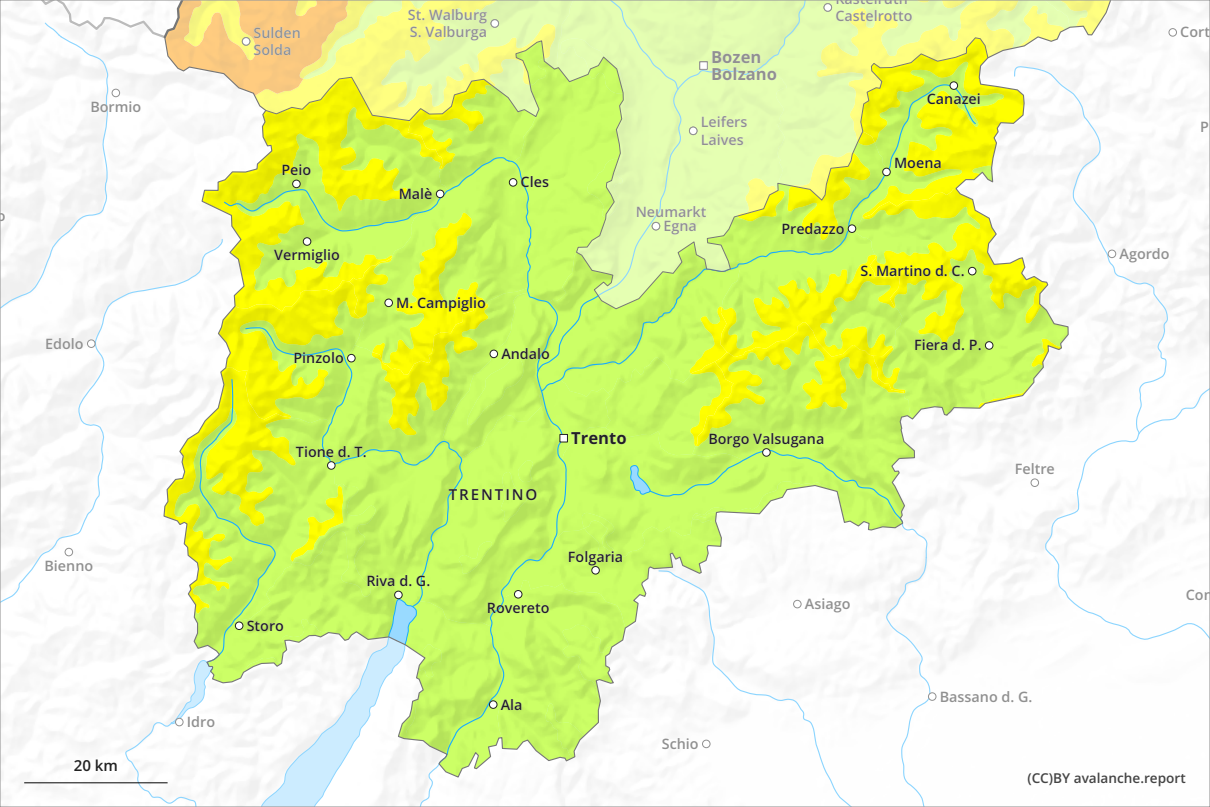 Kastelruth
Castelrotto
St. Walburg
S. Valburga
Sulden
Solda
Cort
Bozen
Bolzano
Bormio
Canazei
Leifers
Laives
P
Peio
Moena
Malè
Cles
Neumarkt
Egna
Predazzo
Vermiglio
Agordo
S. Martino d. C.
M. Campiglio
Edolo
Fiera d. P.
Pinzolo
Andalo
Trento
Borgo Valsugana
Tione d. T.
Feltre
TRENTINO
Bienno
Folgaria
Riva d. G.
Cor
Rovereto
Asiago
Storo
Bassano d. G.
Ala
Idro
Schio
20 km
(CC)BY avalanche.report